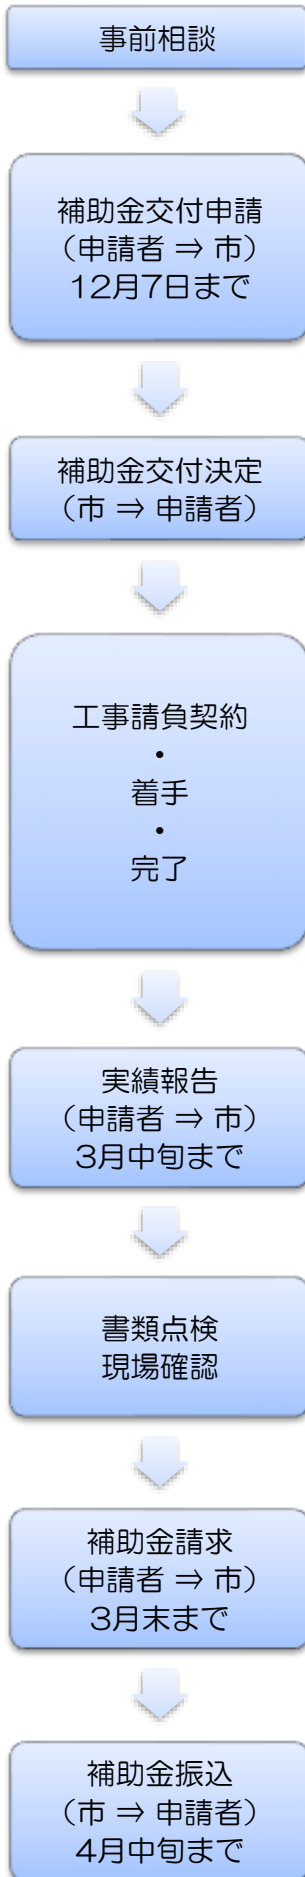 事前相談
補助金交付申請
（申請者 ⇒ 市）
12月7日まで
補助金交付決定
（市 ⇒ 申請者）
工事請負契約
・
着手
・
完了
実績報告
（申請者 ⇒ 市）
3月中旬まで
書類点検
現場確認
補助金請求
（申請者 ⇒ 市）
3月末まで
補助金振込
（市 ⇒ 申請者）
4月中旬まで